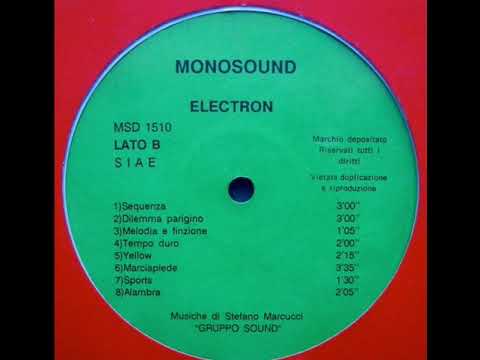 MONOSOUND
ELECTRON
MSD 1510
LATO B
S I A E
Marchio depositato
Riservati tutti i
diritti
Vietata duplicazione
e riproduzione
1)Sequenza 3'00"
2)Dilemma parigino 3'00"
3)Melodia e finzione 1'05"
4)Tempo duro 2'00"
5)Yellow 2'15"
6)Marciapiede 3'35"
7)Sports 1'30"
8)Alambra 2'05"
Musiche di Stefano Marcucci
"GRUPPO SOUND"